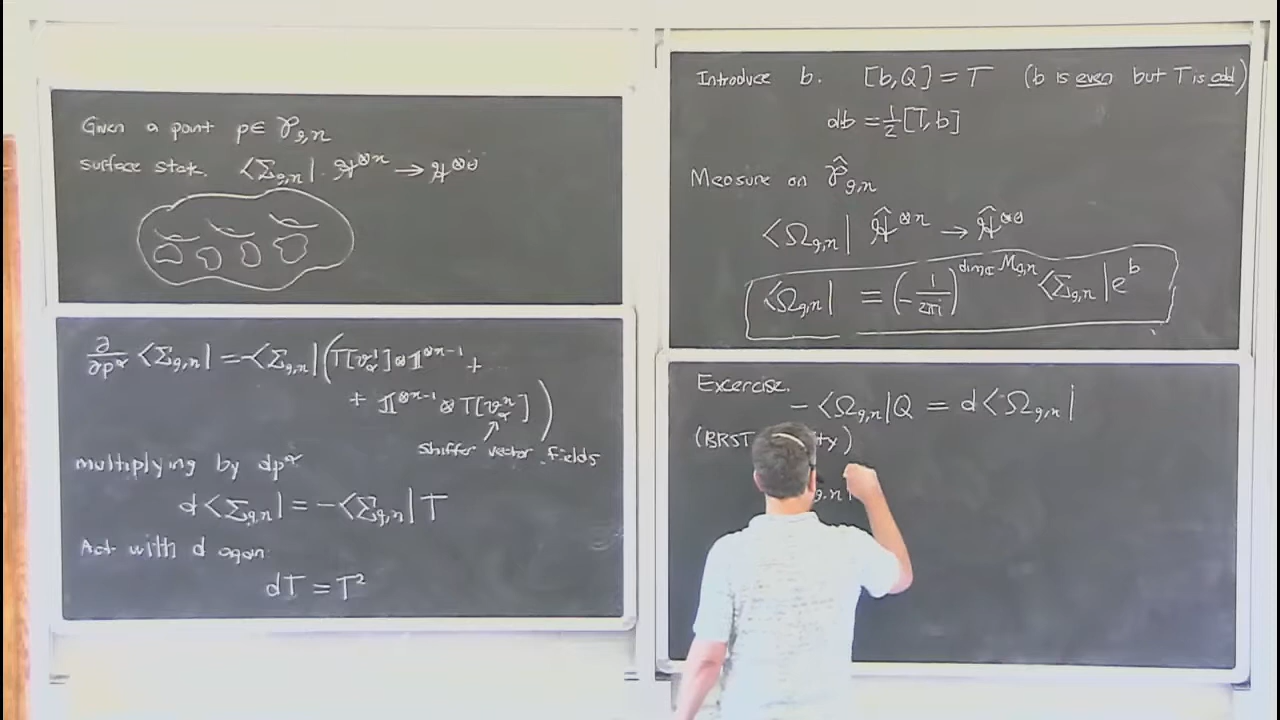 Given a point p ∈ 𝒫_{g,n}
surface state. ⟨Σ_{g,n}| : ℋ^{⊗n} → ℋ^{⊗0}
∂/∂p^α ⟨Σ_{g,n}| = -⟨Σ_{g,n}| (T[v_α^1] ⊗ 𝟙^{⊗n-1} +
+ 𝟙^{⊗n-1} ⊗ T[v_α^n])
shiffer vector fields
multiplying by dp^α
d⟨Σ_{g,n}| = -⟨Σ_{g,n}| T
Act with d again:
dT = T²
Introduce b. [b,Q] = T (b is even but T is odd)
db = ½[T,b]
Measure on 𝒫̂_{g,n}
⟨Ω_{g,n}| ℋ̂^{⊗n} → ℋ̂^{⊗0}
⟨Ω_{g,n}| = (-1/2πi)^{dim_C M_{g,n}} ⟨Σ_{g,n}| e^b
Excercise.
-⟨Ω_{g,n}|Q = d⟨Ω_{g,n}|
(BRST ty)
g,n|